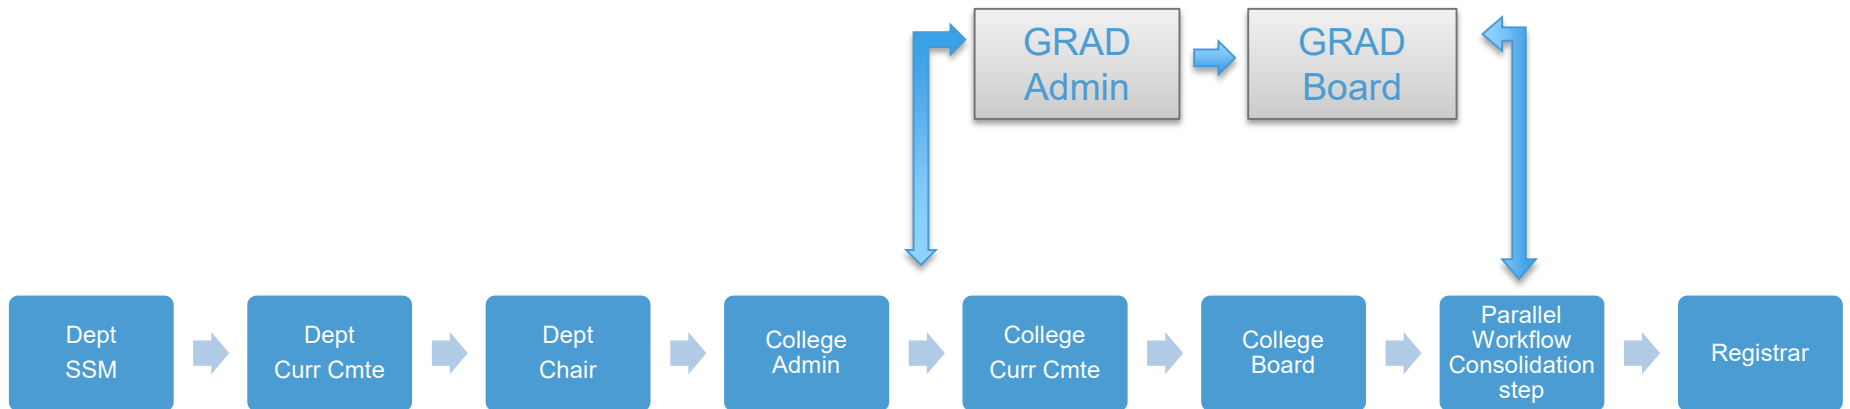 GRAD
Admin
GRAD
Board
Dept
SSM
Dept
Curr Cmte
Dept
Chair
College
Admin
College
Curr Cmte
College
Board
Parallel
Workflow
Consolidation
step
Registrar